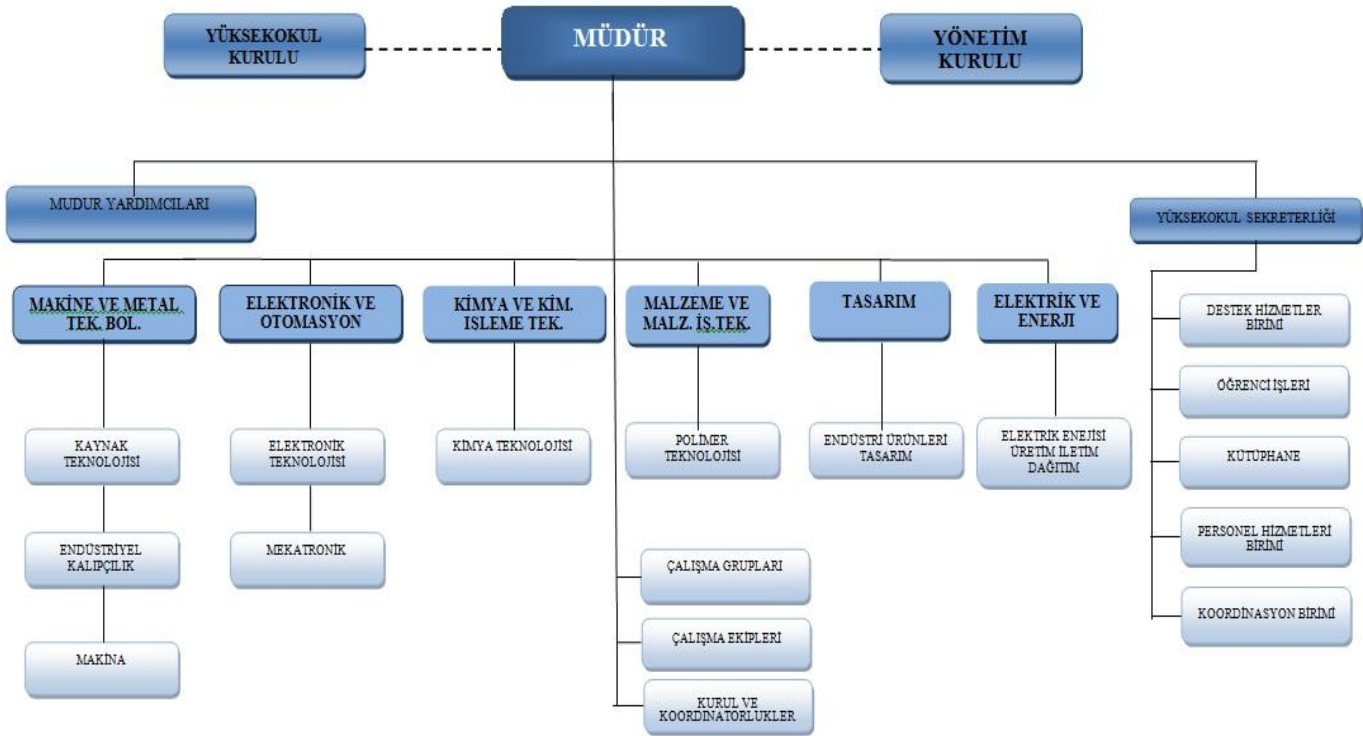 YÜKSEKOKUL
KURULU
MÜDÜR
YÖNETİM
KURULU
MUDUR YARDIMCILARI
YÜKSEKOKUL SEKRETERLİĞİ
MAKİNE VE METAL
TEK. BOL.
ELEKTRONİK VE
OTOMASYON
KİMYA VE KİM.
IŞLEME TEK.
MALZEME VE
MALZ. İŞ.TEK.
TASARIM
ELEKTRİK VE
ENERJI
KAYNAK
TEKNOLOJİSİ
ELEKTRONİK
TEKNOLOJİSİ
KİMYA TEKNOLOJİSİ
POLİMER
TEKNOLOJİSİ
ENDÜSTRİ ÜRÜNLERİ
TASARIM
ELEKTRİK ENEJİSİ
ÜRETİM İLETİM
DAĞITIM
ENDÜSTRİYEL
KALIPÇILIK
MEKATRONİK
MAKİNA
ÇALIŞMA GRUPLARI
ÇALIŞMA EKİPLERİ
KURUL VE
KOORDINATORLUKLER
DESTEK HİZMETLER
BİRİMİ
ÖĞRENCİ İŞLERİ
KÜTÜPHANE
PERSONEL HİZMETLERİ
BİRİMİ
KOORDİNASYON BİRİMİ